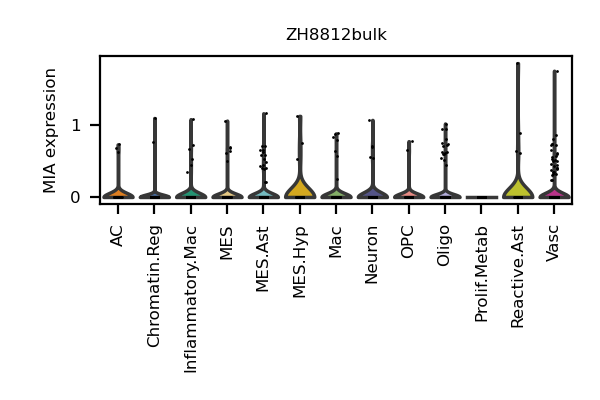 ZH8812bulk
MIA expression
1
0
AC
Chromatin.Reg
Inflammatory.Mac
MES
MES.Ast
MES.Hyp
Mac
Neuron
OPC
Oligo
Prolif.Metab
Reactive.Ast
Vasc